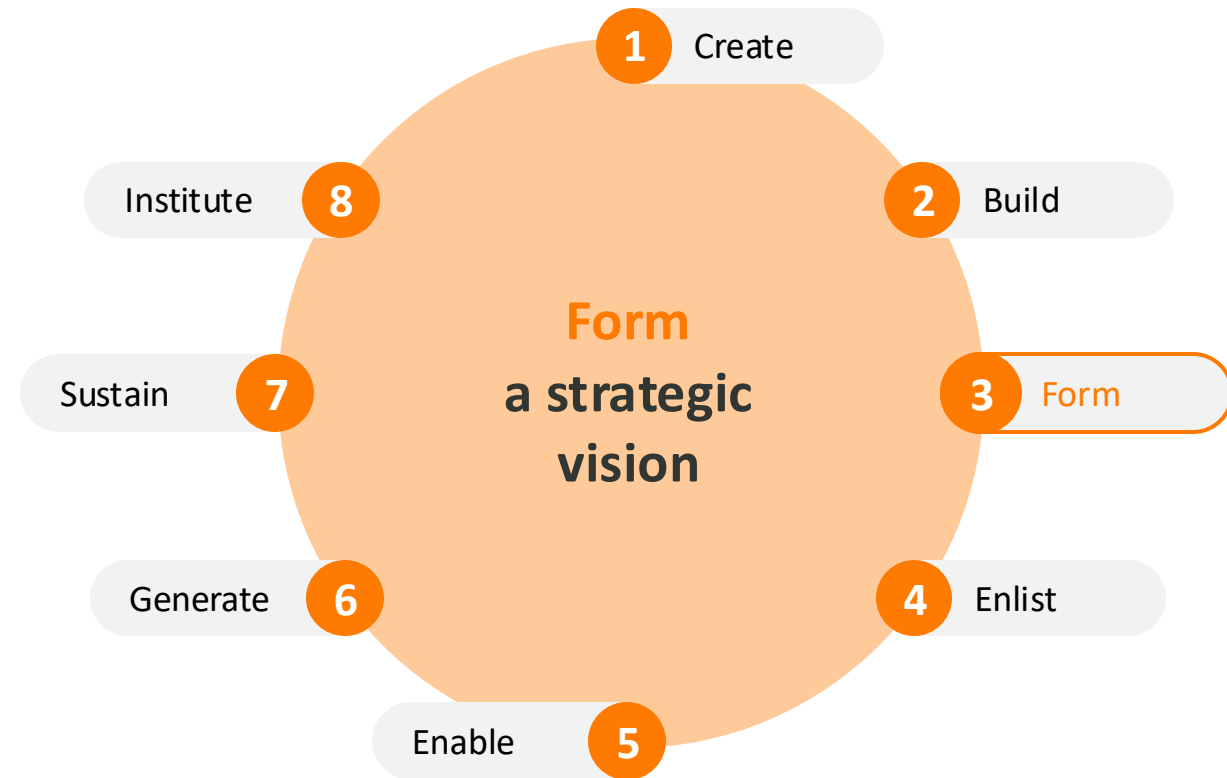 1 Create
2 Build
3 Form
4 Enlist
5 Enable
6 Generate
7 Sustain
8 Institute
Form
a strategic
vision